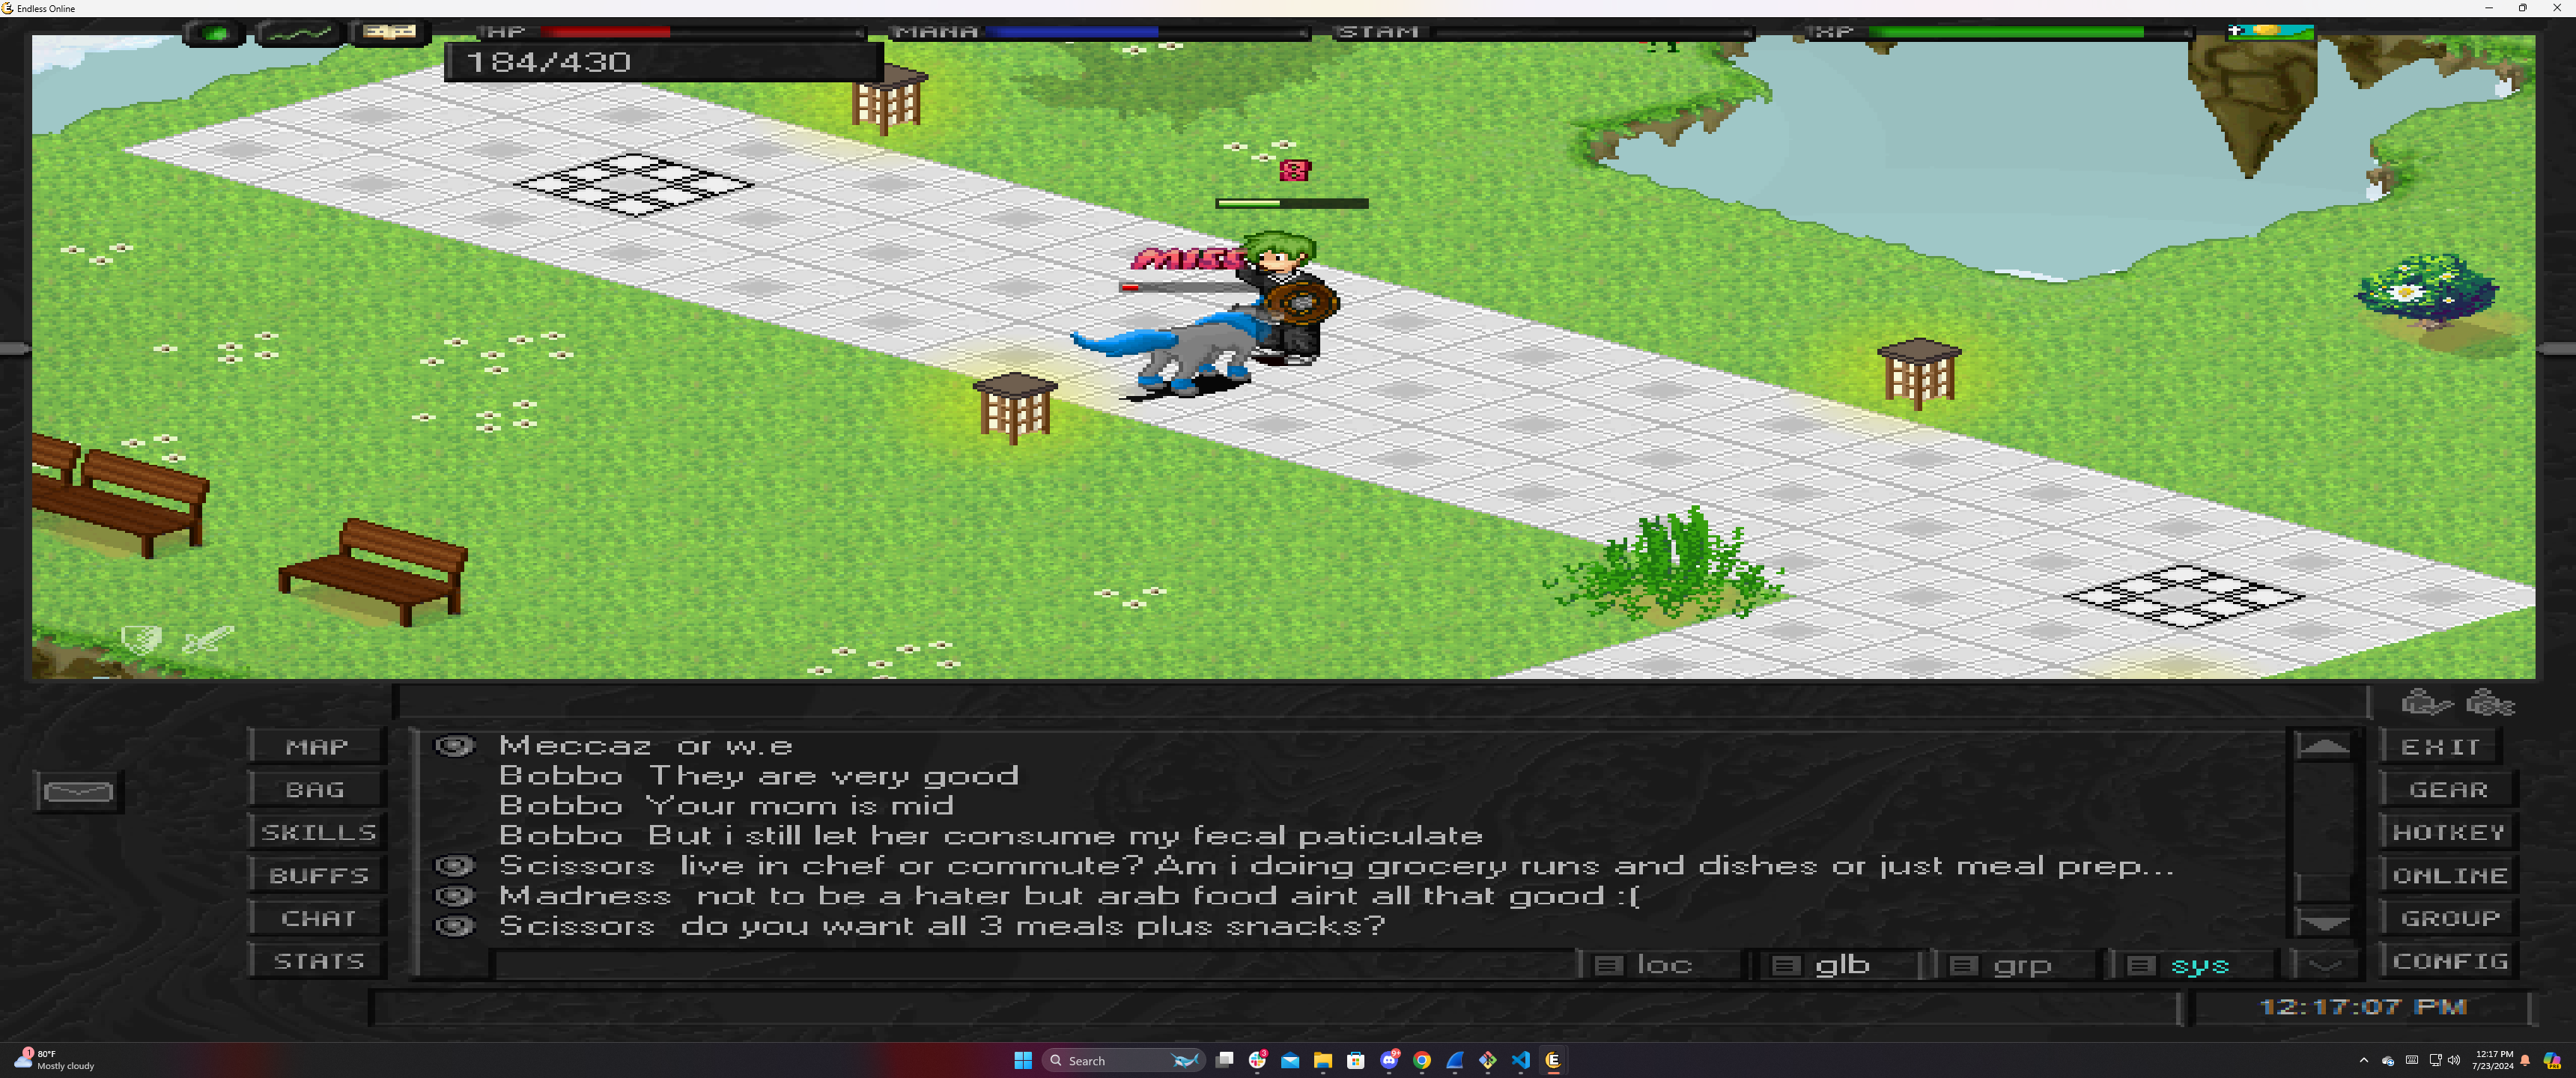 Endless Online
HP
MANA
STAM
XP
184/430
8
miss
MAP
BAG
SKILLS
BUFFS
CHAT
STATS
Meccaz or w.e
Bobbo They are very good
Bobbo Your mom is mid
Bobbo But i still let her consume my fecal paticulate
Scissors live in chef or commute? Am i doing grocery runs and dishes or just meal prep...
Madness not to be a hater but arab food aint all that good :(
Scissors do you want all 3 meals plus snacks?
loc
glb
grp
sys
EXIT
GEAR
HOTKEY
ONLINE
GROUP
CONFIG
12:17:07 PM
1
80°F
Mostly cloudy
Search
3
9+
12:17 PM
7/23/2024